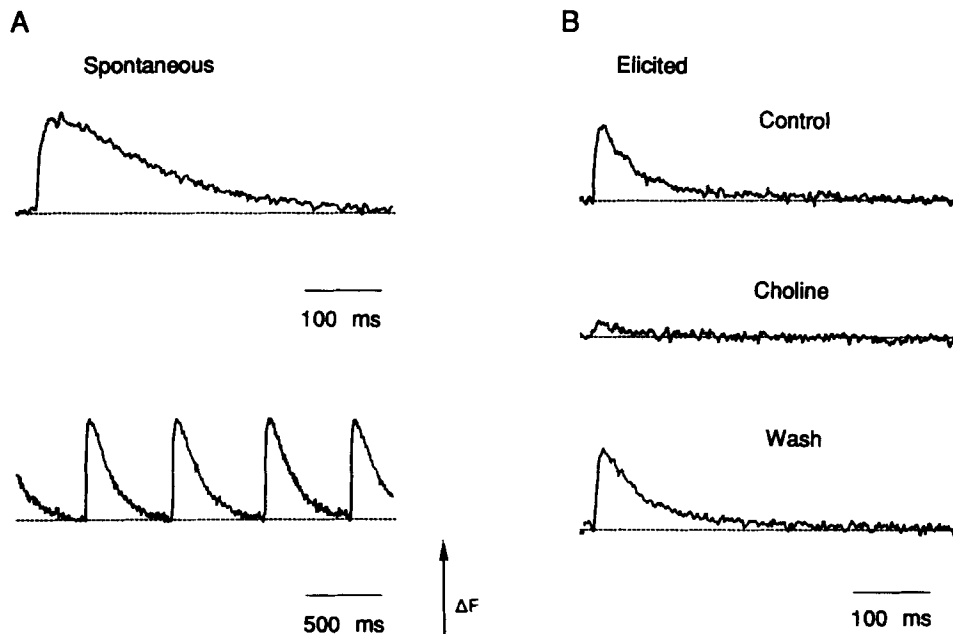 A
Spontaneous
100 ms
500 ms
ΔF
B
Elicited
Control
Choline
Wash
100 ms